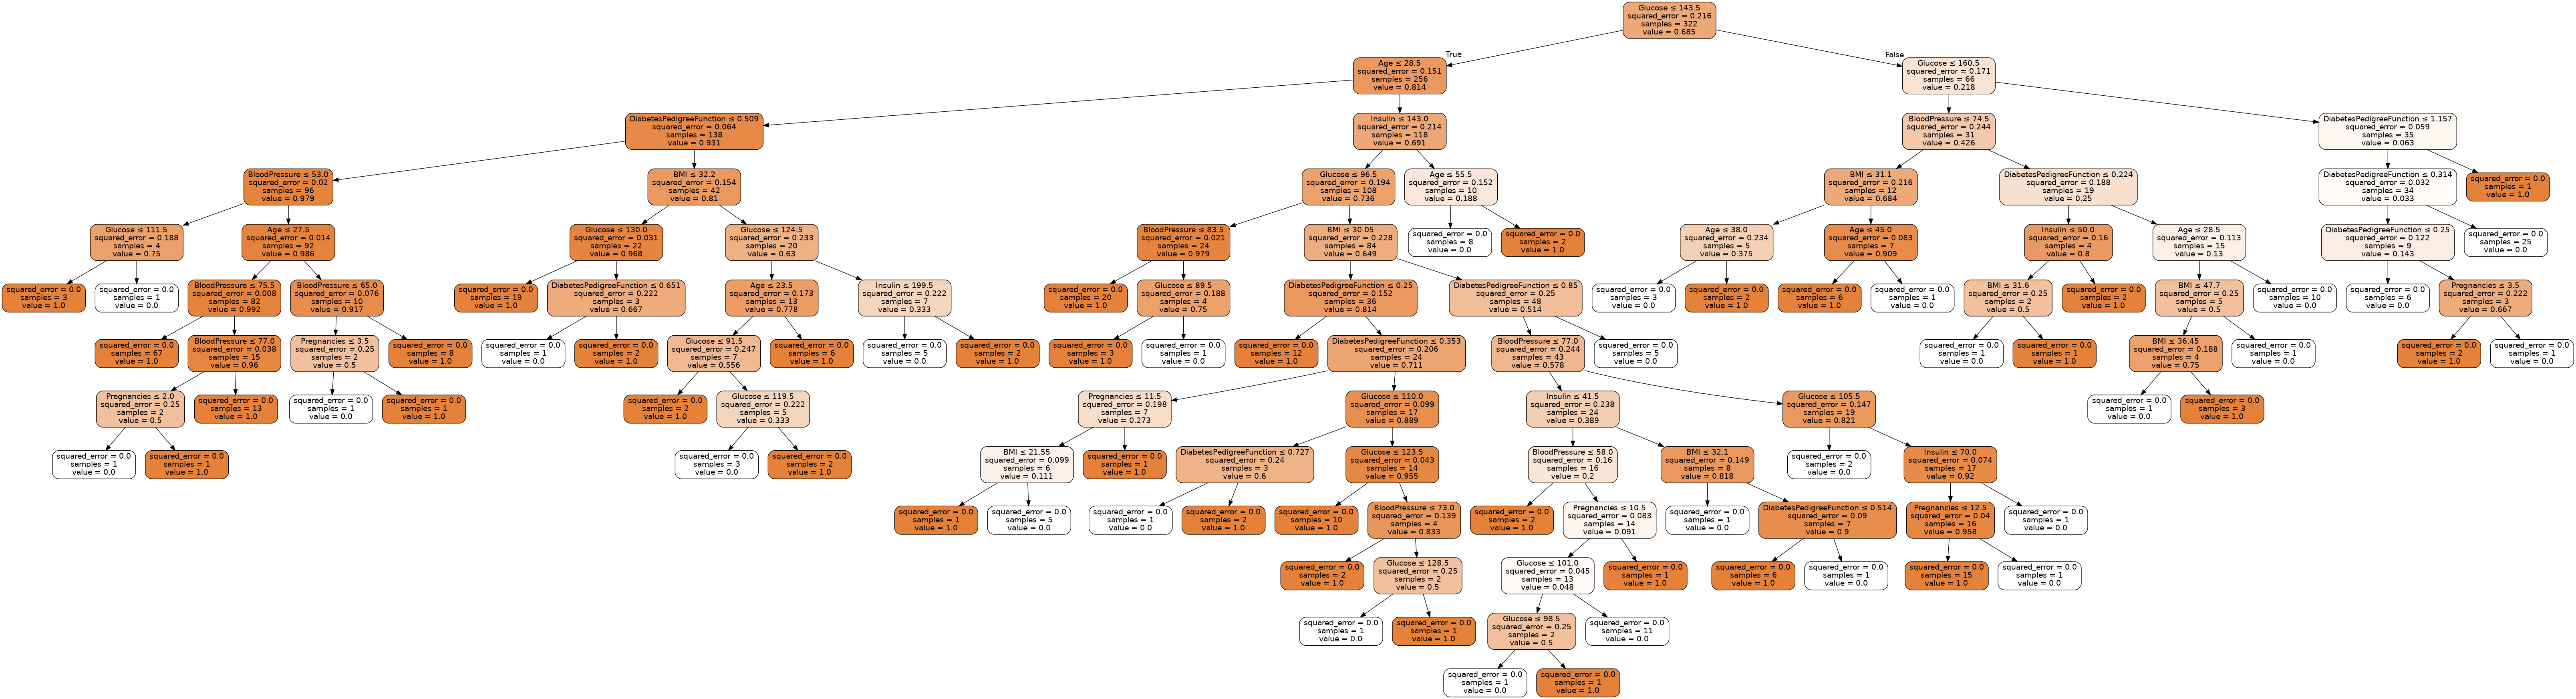 Glucose ≤ 143.5
squared_error = 0.216
samples = 322
value = 0.685
True
False
Age ≤ 28.5
squared_error = 0.151
samples = 256
value = 0.814
Glucose ≤ 160.5
squared_error = 0.171
samples = 66
value = 0.218
DiabetesPedigreeFunction ≤ 0.509
squared_error = 0.064
samples = 138
value = 0.931
Insulin ≤ 143.0
squared_error = 0.214
samples = 118
value = 0.691
BloodPressure ≤ 74.5
squared_error = 0.244
samples = 31
value = 0.426
DiabetesPedigreeFunction ≤ 1.157
squared_error = 0.059
samples = 35
value = 0.063
BloodPressure ≤ 53.0
squared_error = 0.02
samples = 96
value = 0.979
BMI ≤ 32.2
squared_error = 0.154
samples = 42
value = 0.81
Glucose ≤ 96.5
squared_error = 0.194
samples = 108
value = 0.736
Age ≤ 55.5
squared_error = 0.152
samples = 10
value = 0.188
BMI ≤ 31.1
squared_error = 0.216
samples = 12
value = 0.684
DiabetesPedigreeFunction ≤ 0.224
squared_error = 0.188
samples = 19
value = 0.25
DiabetesPedigreeFunction ≤ 0.314
squared_error = 0.032
samples = 34
value = 0.033
squared_error = 0.0
samples = 1
value = 1.0
Glucose ≤ 111.5
squared_error = 0.188
samples = 4
value = 0.75
Age ≤ 27.5
squared_error = 0.014
samples = 92
value = 0.986
Glucose ≤ 130.0
squared_error = 0.031
samples = 22
value = 0.968
Glucose ≤ 124.5
squared_error = 0.233
samples = 20
value = 0.63
BloodPressure ≤ 83.5
squared_error = 0.021
samples = 24
value = 0.979
BMI ≤ 30.05
squared_error = 0.228
samples = 84
value = 0.649
squared_error = 0.0
samples = 8
value = 0.0
squared_error = 0.0
samples = 2
value = 1.0
Age ≤ 38.0
squared_error = 0.234
samples = 5
value = 0.375
Age ≤ 45.0
squared_error = 0.083
samples = 7
value = 0.909
Insulin ≤ 50.0
squared_error = 0.16
samples = 4
value = 0.8
Age ≤ 28.5
squared_error = 0.113
samples = 15
value = 0.13
DiabetesPedigreeFunction ≤ 0.25
squared_error = 0.122
samples = 9
value = 0.143
squared_error = 0.0
samples = 25
value = 0.0
squared_error = 0.0
samples = 3
value = 1.0
squared_error = 0.0
samples = 1
value = 0.0
BloodPressure ≤ 75.5
squared_error = 0.008
samples = 82
value = 0.992
BloodPressure ≤ 65.0
squared_error = 0.076
samples = 10
value = 0.917
squared_error = 0.0
samples = 19
value = 1.0
DiabetesPedigreeFunction ≤ 0.651
squared_error = 0.222
samples = 3
value = 0.667
Age ≤ 23.5
squared_error = 0.173
samples = 13
value = 0.778
Insulin ≤ 199.5
squared_error = 0.222
samples = 7
value = 0.333
squared_error = 0.0
samples = 20
value = 1.0
Glucose ≤ 89.5
squared_error = 0.188
samples = 4
value = 0.75
DiabetesPedigreeFunction ≤ 0.25
squared_error = 0.152
samples = 36
value = 0.814
DiabetesPedigreeFunction ≤ 0.85
squared_error = 0.25
samples = 48
value = 0.514
squared_error = 0.0
samples = 3
value = 0.0
squared_error = 0.0
samples = 2
value = 1.0
squared_error = 0.0
samples = 6
value = 1.0
squared_error = 0.0
samples = 1
value = 0.0
BMI ≤ 31.6
squared_error = 0.25
samples = 2
value = 0.5
squared_error = 0.0
samples = 2
value = 1.0
BMI ≤ 47.7
squared_error = 0.25
samples = 5
value = 0.5
squared_error = 0.0
samples = 10
value = 0.0
squared_error = 0.0
samples = 6
value = 0.0
Pregnancies ≤ 3.5
squared_error = 0.222
samples = 3
value = 0.667
squared_error = 0.0
samples = 67
value = 1.0
BloodPressure ≤ 77.0
squared_error = 0.038
samples = 15
value = 0.96
Pregnancies ≤ 3.5
squared_error = 0.25
samples = 2
value = 0.5
squared_error = 0.0
samples = 8
value = 1.0
squared_error = 0.0
samples = 1
value = 0.0
squared_error = 0.0
samples = 2
value = 1.0
Glucose ≤ 91.5
squared_error = 0.247
samples = 7
value = 0.556
squared_error = 0.0
samples = 6
value = 1.0
squared_error = 0.0
samples = 5
value = 0.0
squared_error = 0.0
samples = 2
value = 1.0
squared_error = 0.0
samples = 3
value = 1.0
squared_error = 0.0
samples = 1
value = 0.0
squared_error = 0.0
samples = 12
value = 1.0
DiabetesPedigreeFunction ≤ 0.353
squared_error = 0.206
samples = 24
value = 0.711
BloodPressure ≤ 77.0
squared_error = 0.244
samples = 43
value = 0.578
squared_error = 0.0
samples = 5
value = 0.0
squared_error = 0.0
samples = 1
value = 0.0
squared_error = 0.0
samples = 1
value = 1.0
BMI ≤ 36.45
squared_error = 0.188
samples = 4
value = 0.75
squared_error = 0.0
samples = 1
value = 0.0
squared_error = 0.0
samples = 2
value = 1.0
squared_error = 0.0
samples = 1
value = 0.0
Pregnancies ≤ 2.0
squared_error = 0.25
samples = 2
value = 0.5
squared_error = 0.0
samples = 13
value = 1.0
squared_error = 0.0
samples = 1
value = 0.0
squared_error = 0.0
samples = 1
value = 1.0
squared_error = 0.0
samples = 2
value = 1.0
Glucose ≤ 119.5
squared_error = 0.222
samples = 5
value = 0.333
Pregnancies ≤ 11.5
squared_error = 0.198
samples = 7
value = 0.273
Glucose ≤ 110.0
squared_error = 0.099
samples = 17
value = 0.889
Insulin ≤ 41.5
squared_error = 0.238
samples = 24
value = 0.389
Glucose ≤ 105.5
squared_error = 0.147
samples = 19
value = 0.821
squared_error = 0.0
samples = 1
value = 0.0
squared_error = 0.0
samples = 3
value = 1.0
squared_error = 0.0
samples = 1
value = 0.0
squared_error = 0.0
samples = 1
value = 1.0
squared_error = 0.0
samples = 3
value = 0.0
squared_error = 0.0
samples = 2
value = 1.0
BMI ≤ 21.55
squared_error = 0.099
samples = 6
value = 0.111
squared_error = 0.0
samples = 1
value = 1.0
DiabetesPedigreeFunction ≤ 0.727
squared_error = 0.24
samples = 3
value = 0.6
Glucose ≤ 123.5
squared_error = 0.043
samples = 14
value = 0.955
BloodPressure ≤ 58.0
squared_error = 0.16
samples = 16
value = 0.2
BMI ≤ 32.1
squared_error = 0.149
samples = 8
value = 0.818
squared_error = 0.0
samples = 2
value = 0.0
Insulin ≤ 70.0
squared_error = 0.074
samples = 17
value = 0.92
squared_error = 0.0
samples = 1
value = 1.0
squared_error = 0.0
samples = 5
value = 0.0
squared_error = 0.0
samples = 1
value = 0.0
squared_error = 0.0
samples = 2
value = 1.0
squared_error = 0.0
samples = 10
value = 1.0
BloodPressure ≤ 73.0
squared_error = 0.139
samples = 4
value = 0.833
squared_error = 0.0
samples = 2
value = 1.0
Pregnancies ≤ 10.5
squared_error = 0.083
samples = 14
value = 0.091
squared_error = 0.0
samples = 1
value = 0.0
DiabetesPedigreeFunction ≤ 0.514
squared_error = 0.09
samples = 7
value = 0.9
Pregnancies ≤ 12.5
squared_error = 0.04
samples = 16
value = 0.958
squared_error = 0.0
samples = 1
value = 0.0
squared_error = 0.0
samples = 2
value = 1.0
Glucose ≤ 128.5
squared_error = 0.25
samples = 2
value = 0.5
Glucose ≤ 101.0
squared_error = 0.045
samples = 13
value = 0.048
squared_error = 0.0
samples = 1
value = 1.0
squared_error = 0.0
samples = 6
value = 1.0
squared_error = 0.0
samples = 1
value = 0.0
squared_error = 0.0
samples = 15
value = 1.0
squared_error = 0.0
samples = 1
value = 0.0
squared_error = 0.0
samples = 1
value = 0.0
squared_error = 0.0
samples = 1
value = 1.0
Glucose ≤ 98.5
squared_error = 0.25
samples = 2
value = 0.5
squared_error = 0.0
samples = 11
value = 0.0
squared_error = 0.0
samples = 1
value = 0.0
squared_error = 0.0
samples = 1
value = 1.0